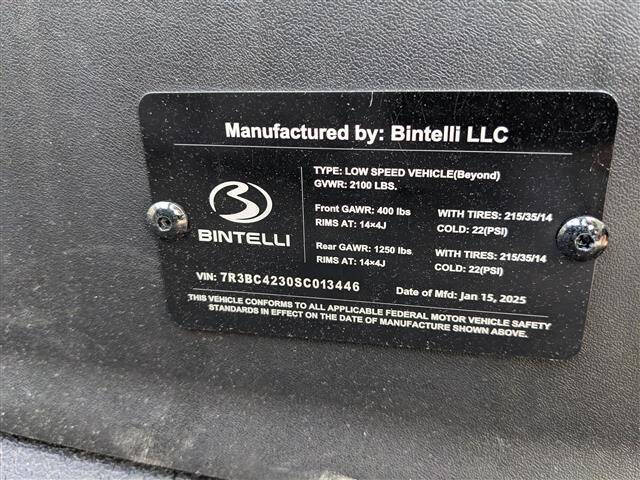 Manufactured by: Bintelli LLC
BINTELLI
TYPE: LOW SPEED VEHICLE(Beyond)
GVWR: 2100 LBS.
Front GAWR: 400 lbs WITH TIRES: 215/35/14
RIMS AT: 14×4J COLD: 22(PSI)
Rear GAWR: 1250 lbs WITH TIRES: 215/35/14
RIMS AT: 14×4J COLD: 22(PSI)
VIN: 7R3BC4230SC013446 Date of Mfd: Jan 15, 2025
THIS VEHICLE CONFORMS TO ALL APPLICABLE FEDERAL MOTOR VEHICLE SAFETY
STANDARDS IN EFFECT ON THE DATE OF MANUFACTURE SHOWN ABOVE.